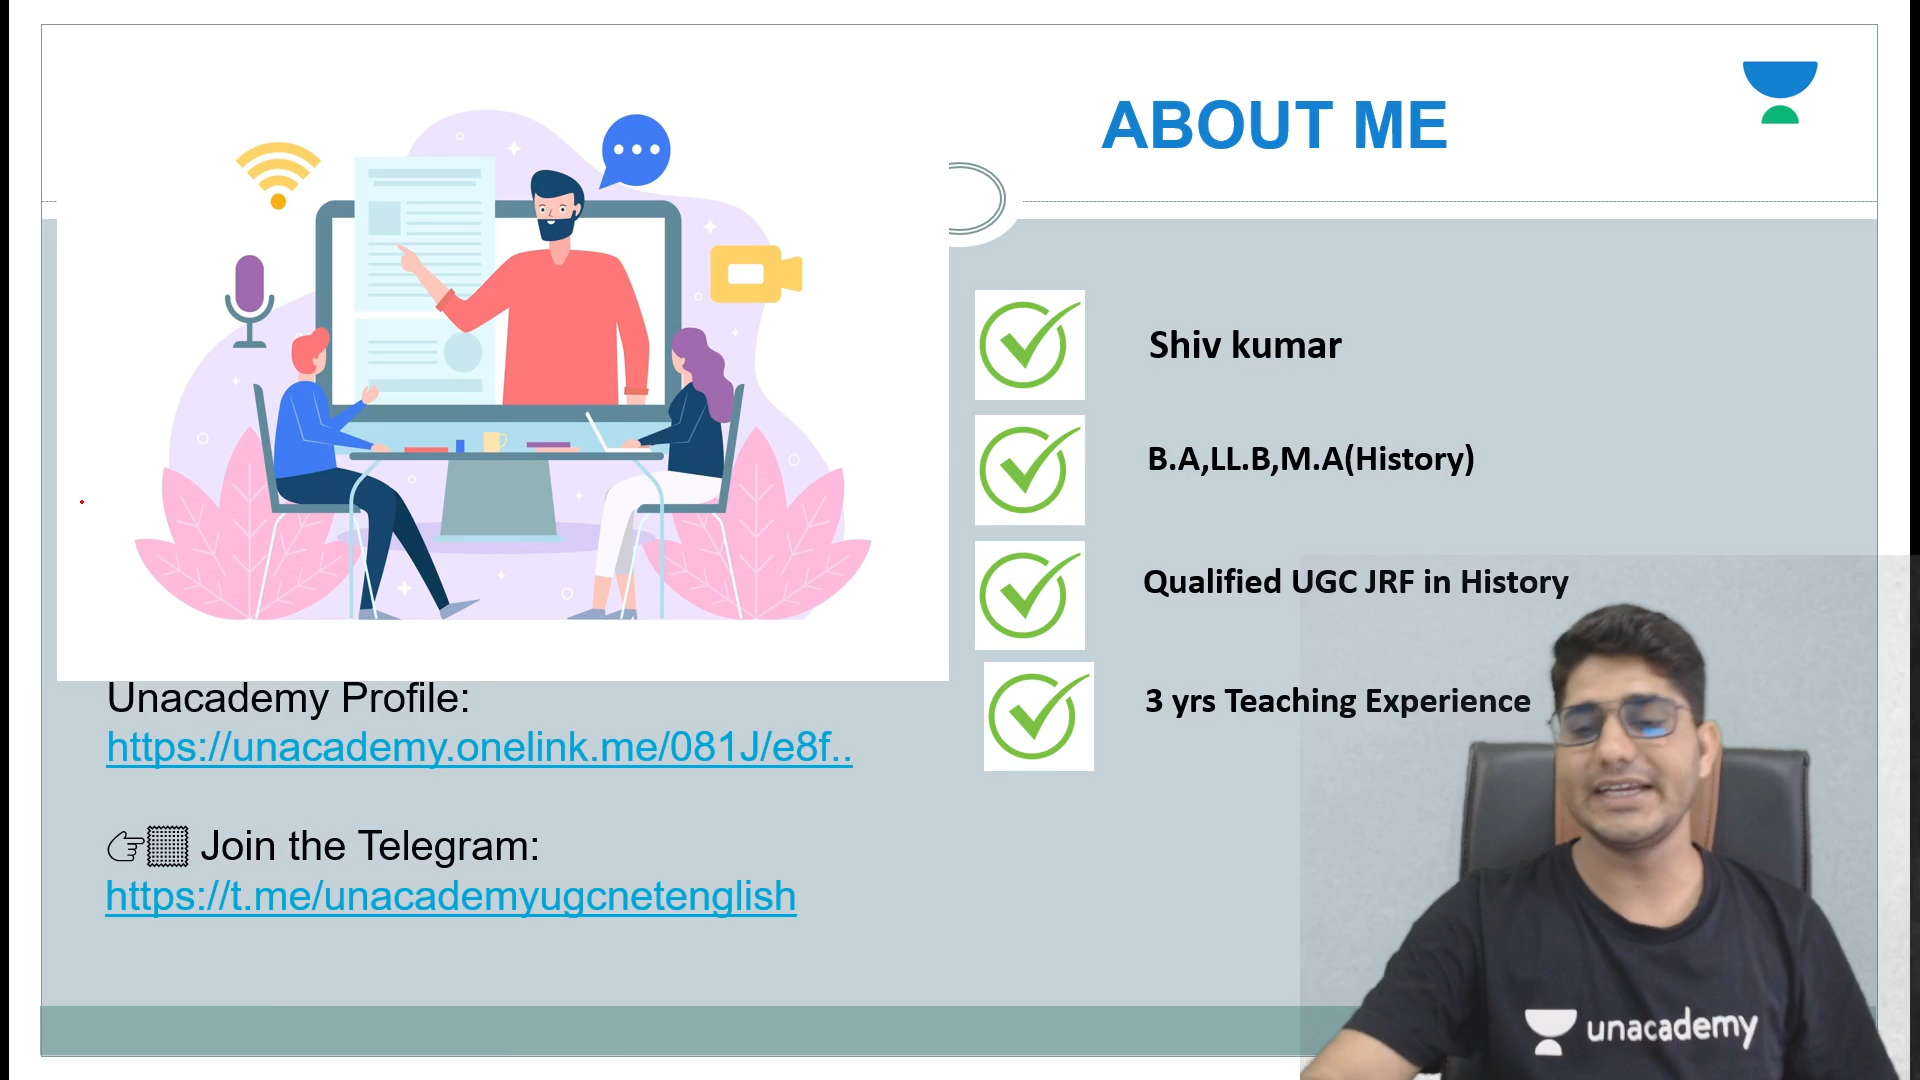 ABOUT ME
Shiv kumar
B.A,LL.B,M.A(History)
Qualified UGC JRF in History
3 yrs Teaching Experience
Unacademy Profile:
https://unacademy.onelink.me/081J/e8f..
Join the Telegram:
https://t.me/unacademyugcnetenglish
unacademy